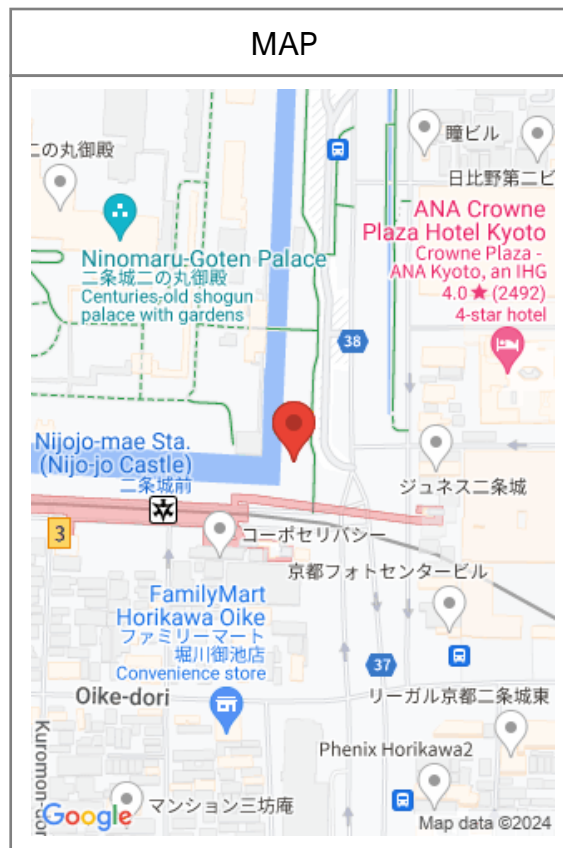 MAP
瞳ビル
二の丸御殿
日比野第二ビ
ANA Crowne
Plaza Hotel Kyoto
Crowne Plaza -
ANA Kyoto, an IHG
4.0★ (2492)
4-star hotel
Ninomaru-Goten Palace
二条城二の丸御殿
Centuries-old shogun
palace with gardens
38
Nijojo-mae Sta.
(Nijo-jo Castle)
二条城前
ジュネス二条城
3
コーポセリバシー
京都フォトセンタービル
FamilyMart
Horikawa Oike
ファミリーマート
堀川御池店
Convenience store
37
Oike-dori
リーガル京都二条城東
Kuromon-dor
Phenix Horikawa2
マンション三坊庵
Google
Map data ©2024